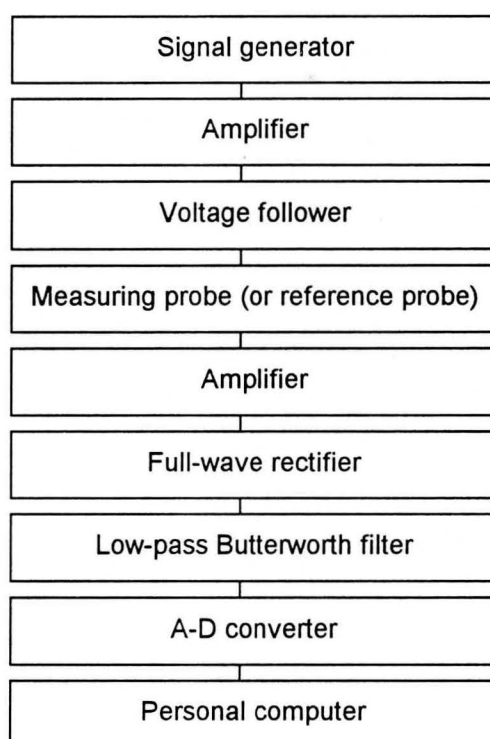 Signal generator
Amplifier
Voltage follower
Measuring probe (or reference probe)
Amplifier
Full-wave rectifier
Low-pass Butterworth filter
A-D converter
Personal computer